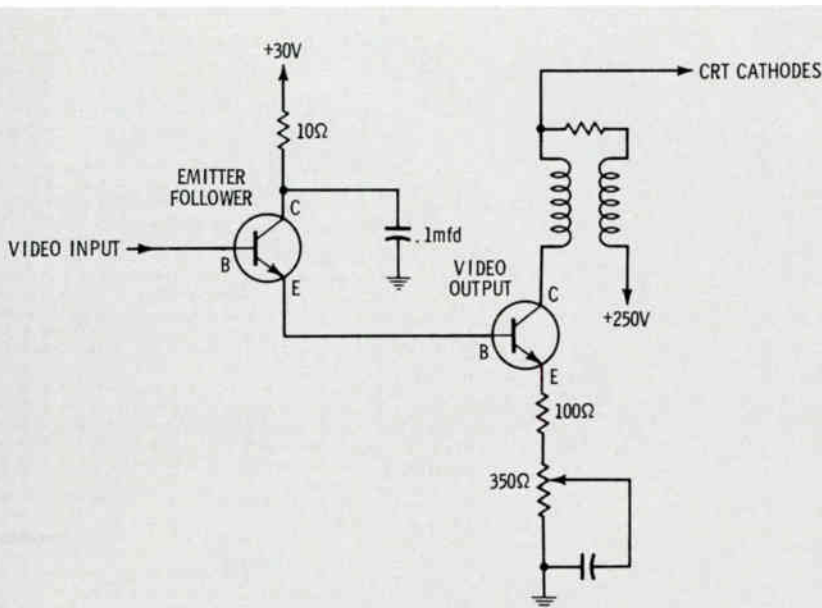 +30V
CRT CATHODES
10Ω
EMITTER
FOLLOWER
C
.1mfd
VIDEO INPUT
B
E
VIDEO
OUTPUT
C
+250V
B
E
100Ω
350Ω